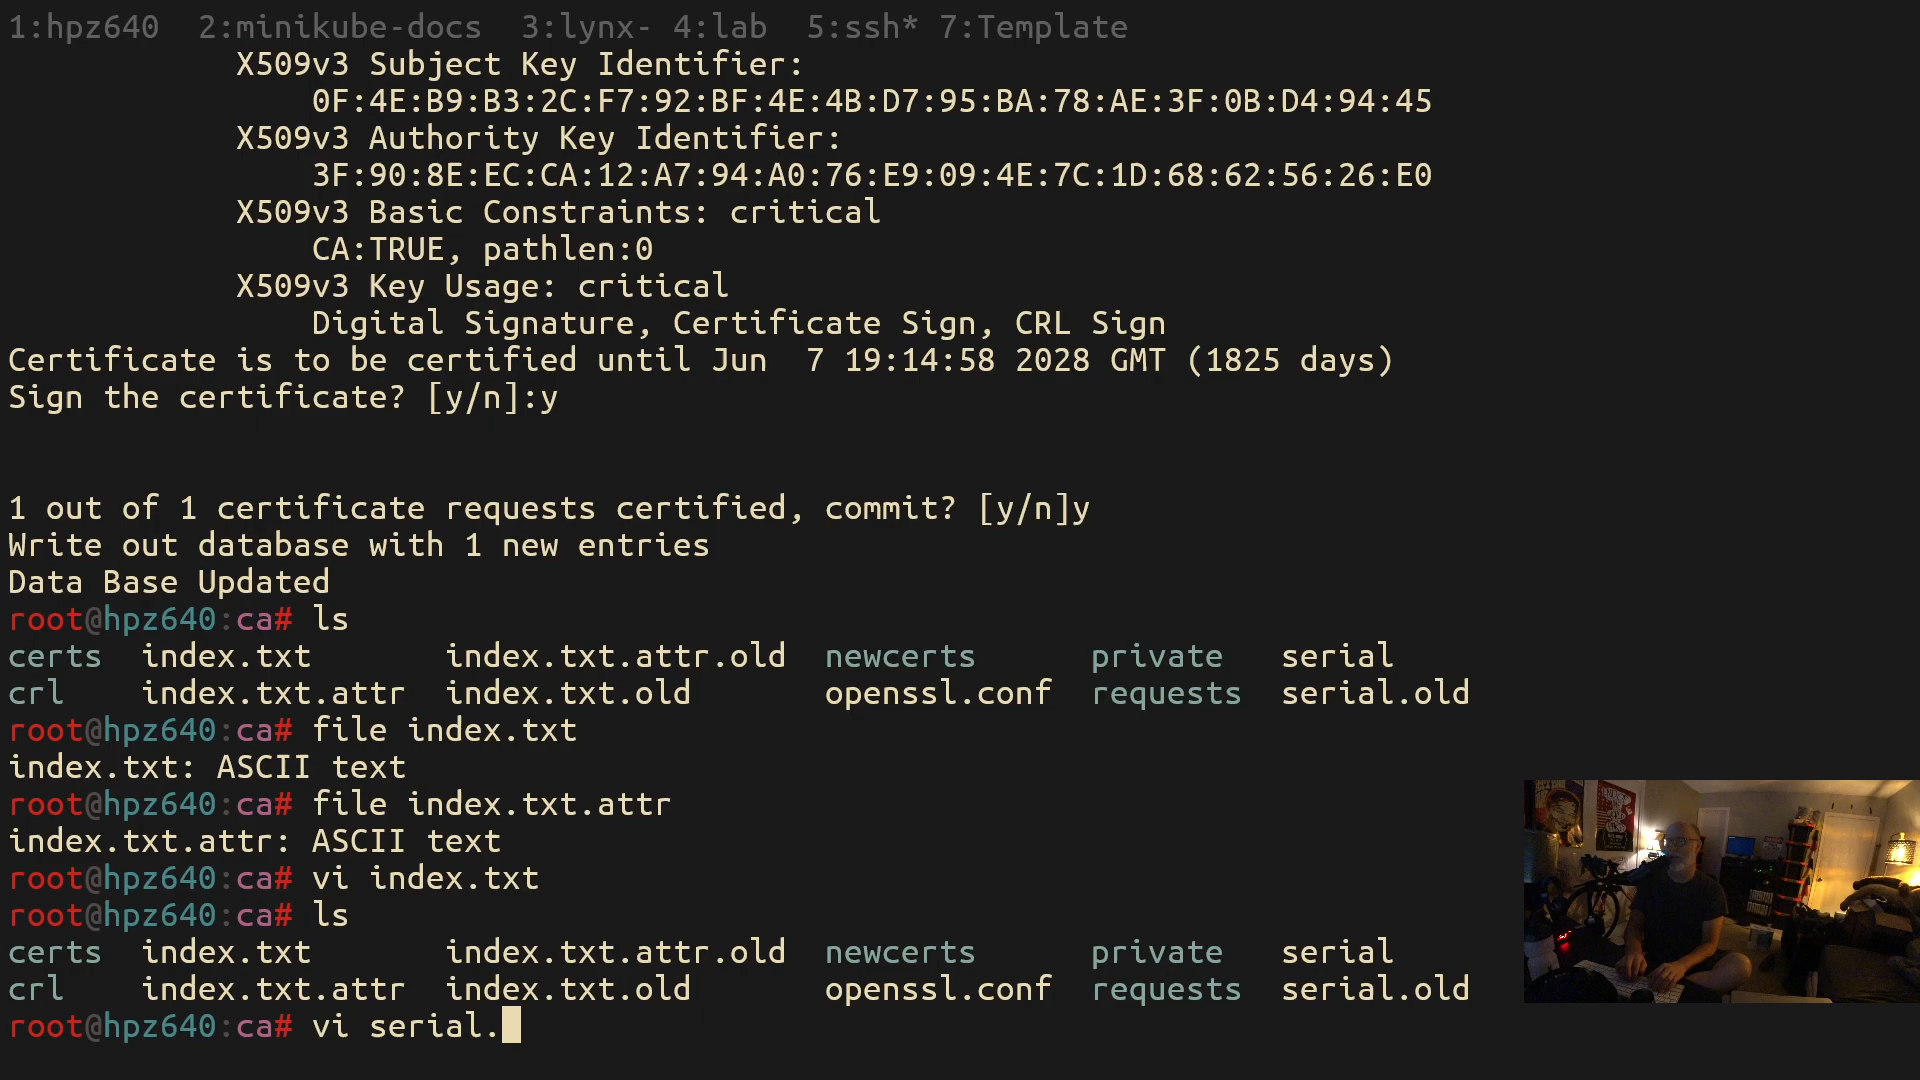 1:hpz640  2:minikube-docs  3:lynx- 4:lab  5:ssh* 7:Template
X509v3 Subject Key Identifier:
0F:4E:B9:B3:2C:F7:92:BF:4E:4B:D7:95:BA:78:AE:3F:0B:D4:94:45
X509v3 Authority Key Identifier:
3F:90:8E:EC:CA:12:A7:94:A0:76:E9:09:4E:7C:1D:68:62:56:26:E0
X509v3 Basic Constraints: critical
CA:TRUE, pathlen:0
X509v3 Key Usage: critical
Digital Signature, Certificate Sign, CRL Sign
Certificate is to be certified until Jun  7 19:14:58 2028 GMT (1825 days)
Sign the certificate? [y/n]:y
1 out of 1 certificate requests certified, commit? [y/n]y
Write out database with 1 new entries
Data Base Updated
root@hpz640:ca# ls
certs  index.txt       index.txt.attr.old  newcerts      private   serial
crl    index.txt.attr  index.txt.old       openssl.conf  requests  serial.old
root@hpz640:ca# file index.txt
index.txt: ASCII text
root@hpz640:ca# file index.txt.attr
index.txt.attr: ASCII text
root@hpz640:ca# vi index.txt
root@hpz640:ca# ls
certs  index.txt       index.txt.attr.old  newcerts      private   serial
crl    index.txt.attr  index.txt.old       openssl.conf  requests  serial.old
root@hpz640:ca# vi serial.